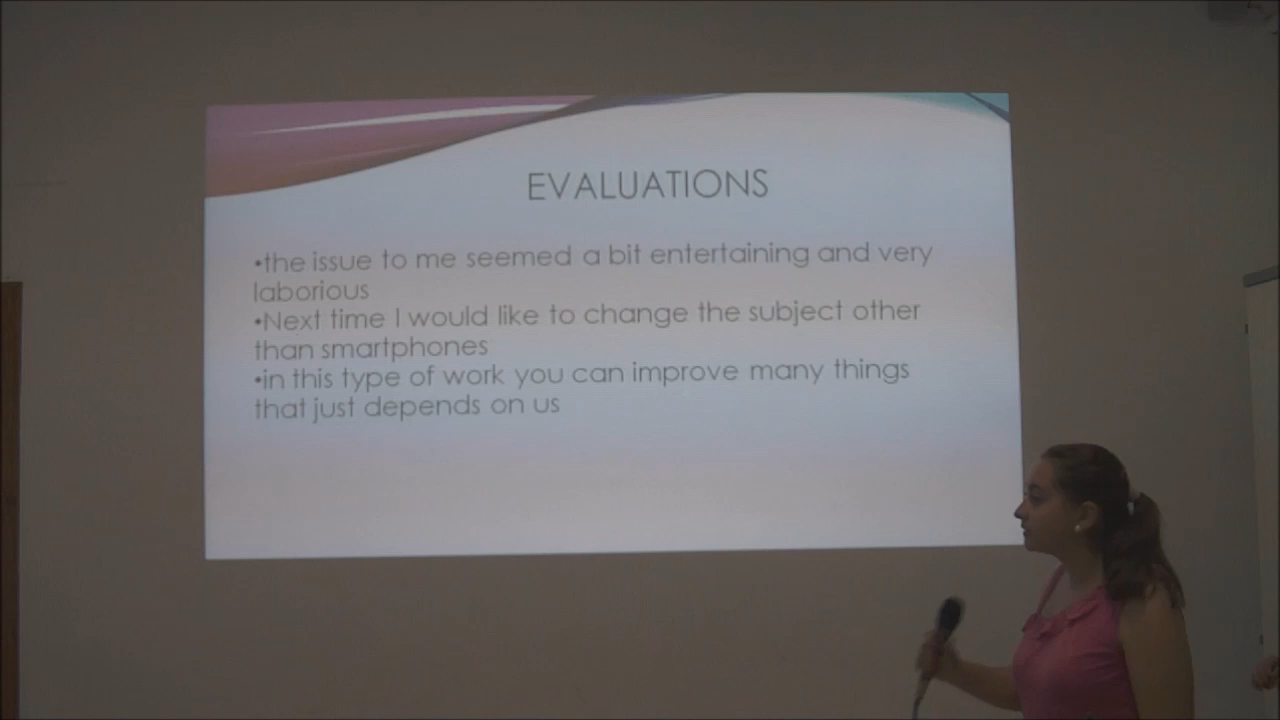 EVALUATIONS
•the issue to me seemed a bit entertaining and very
laborious
•Next time I would like to change the subject other
than smartphones
•in this type of work you can improve many things
that just depends on us